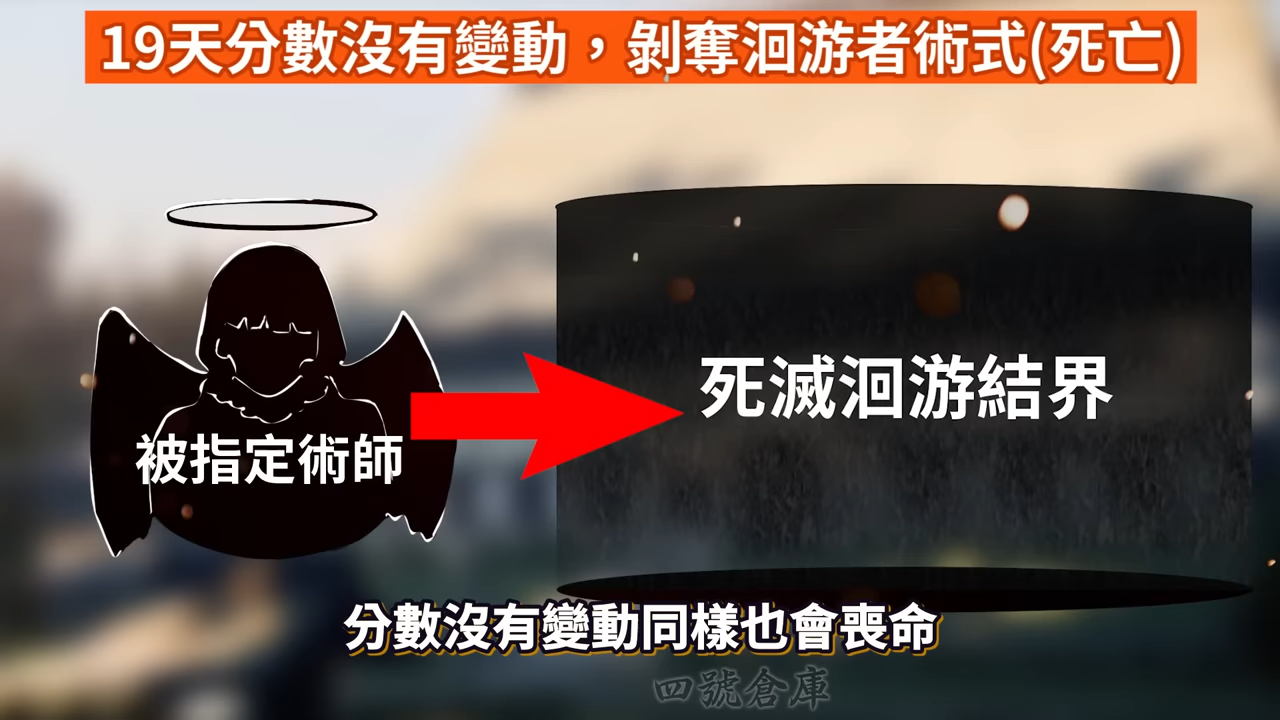 19天分數沒有變動，剝奪洄游者術式(死亡)
死滅洄游結界
被指定術師
分數沒有變動同樣也會喪命
四號倉庫